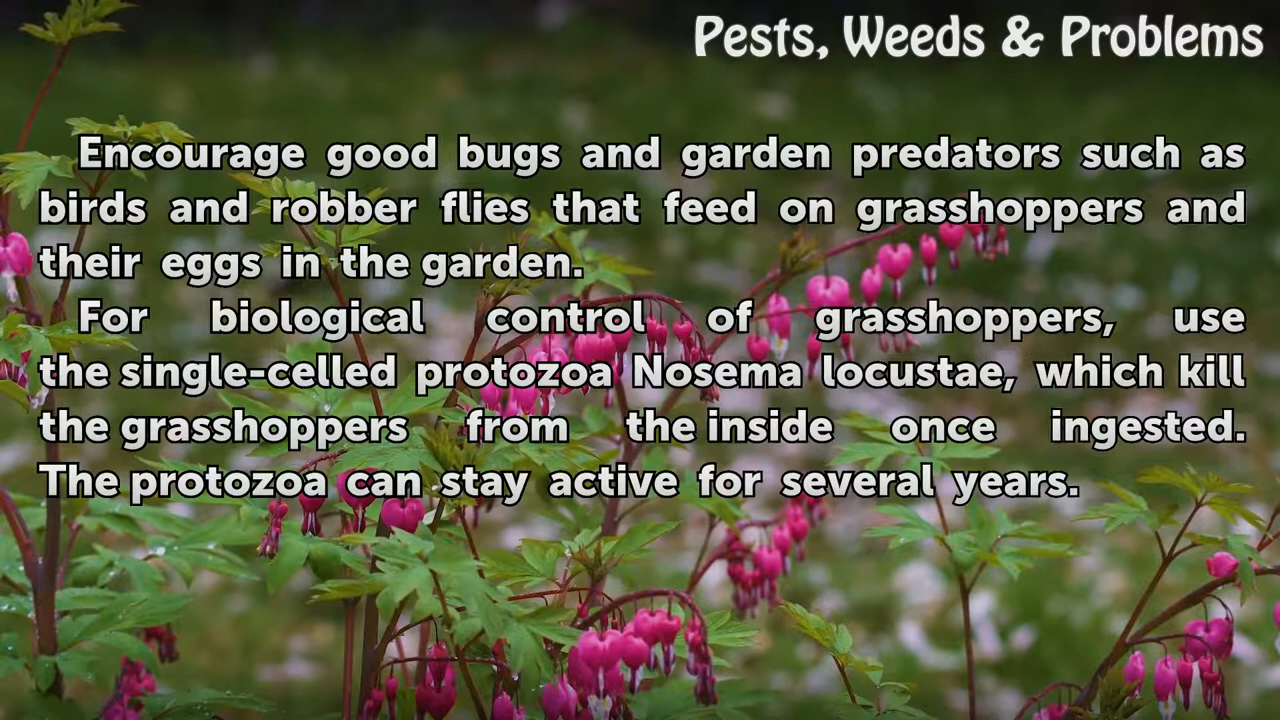 Pests, Weeds & Problems
Encourage good bugs and garden predators such as
birds and robber flies that feed on grasshoppers and
their eggs in the garden.
For biological control of grasshoppers, use
the single-celled protozoa Nosema locustae, which kill
the grasshoppers from the inside once ingested.
The protozoa can stay active for several years.